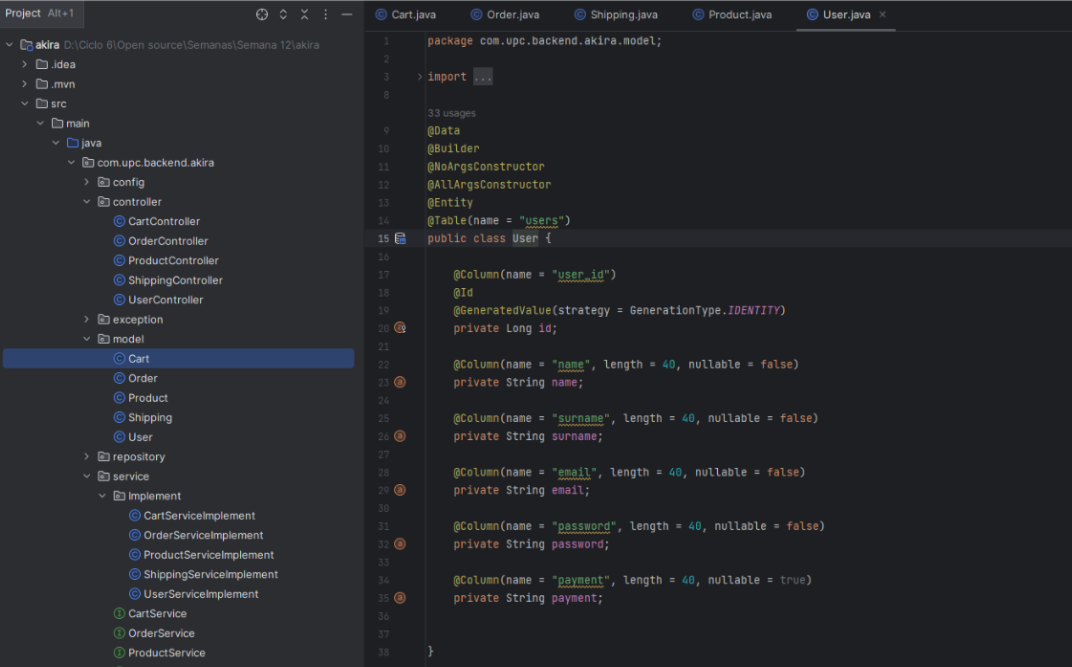 Project Alt+1
akira D:\Ciclo 6\Open source\Semanas\Semana 12\akira
.idea
.mvn
src
main
java
com.upc.backend.akira
config
controller
CartController
OrderController
ProductController
ShippingController
UserController
exception
model
Cart
Order
Product
Shipping
User
repository
service
Implement
CartServiceImplement
OrderServiceImplement
ProductServiceImplement
ShippingServiceImplement
UserServiceImplement
CartService
OrderService
ProductService
Cart.java Order.java Shipping.java Product.java User.java
1 package com.upc.backend.akira.model;
2
3 import ...
8
33 usages
9 @Data
10 @Builder
11 @NoArgsConstructor
12 @AllArgsConstructor
13 @Entity
14 @Table(name = "users")
15 public class User {
16
17 @Column(name = "user_id")
18 @Id
19 @GeneratedValue(strategy = GenerationType.IDENTITY)
20 private Long id;
21
22 @Column(name = "name", length = 40, nullable = false)
23 private String name;
24
25 @Column(name = "surname", length = 40, nullable = false)
26 private String surname;
27
28 @Column(name = "email", length = 40, nullable = false)
29 private String email;
30
31 @Column(name = "password", length = 40, nullable = false)
32 private String password;
33
34 @Column(name = "payment", length = 40, nullable = true)
35 private String payment;
36
37
38 }